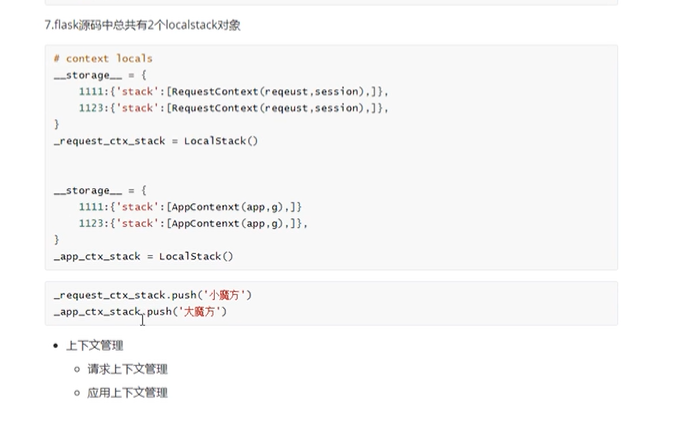 7.flask源码中总共有2个localstack对象
# context locals
__storage__ = {
    1111:{'stack':[RequestContext(reqeust,session),]},
    1123:{'stack':[RequestContext(reqeust,session),]},
}
_request_ctx_stack = LocalStack()
__storage__ = {
    1111:{'stack':[AppContenxt(app,g),]}
    1123:{'stack':[AppContenxt(app,g),]},
}
_app_ctx_stack = LocalStack()
_request_ctx_stack.push('小魔方')
_app_ctx_stack.push('大魔方')
• 上下文管理
    ○ 请求上下文管理
    ○ 应用上下文管理